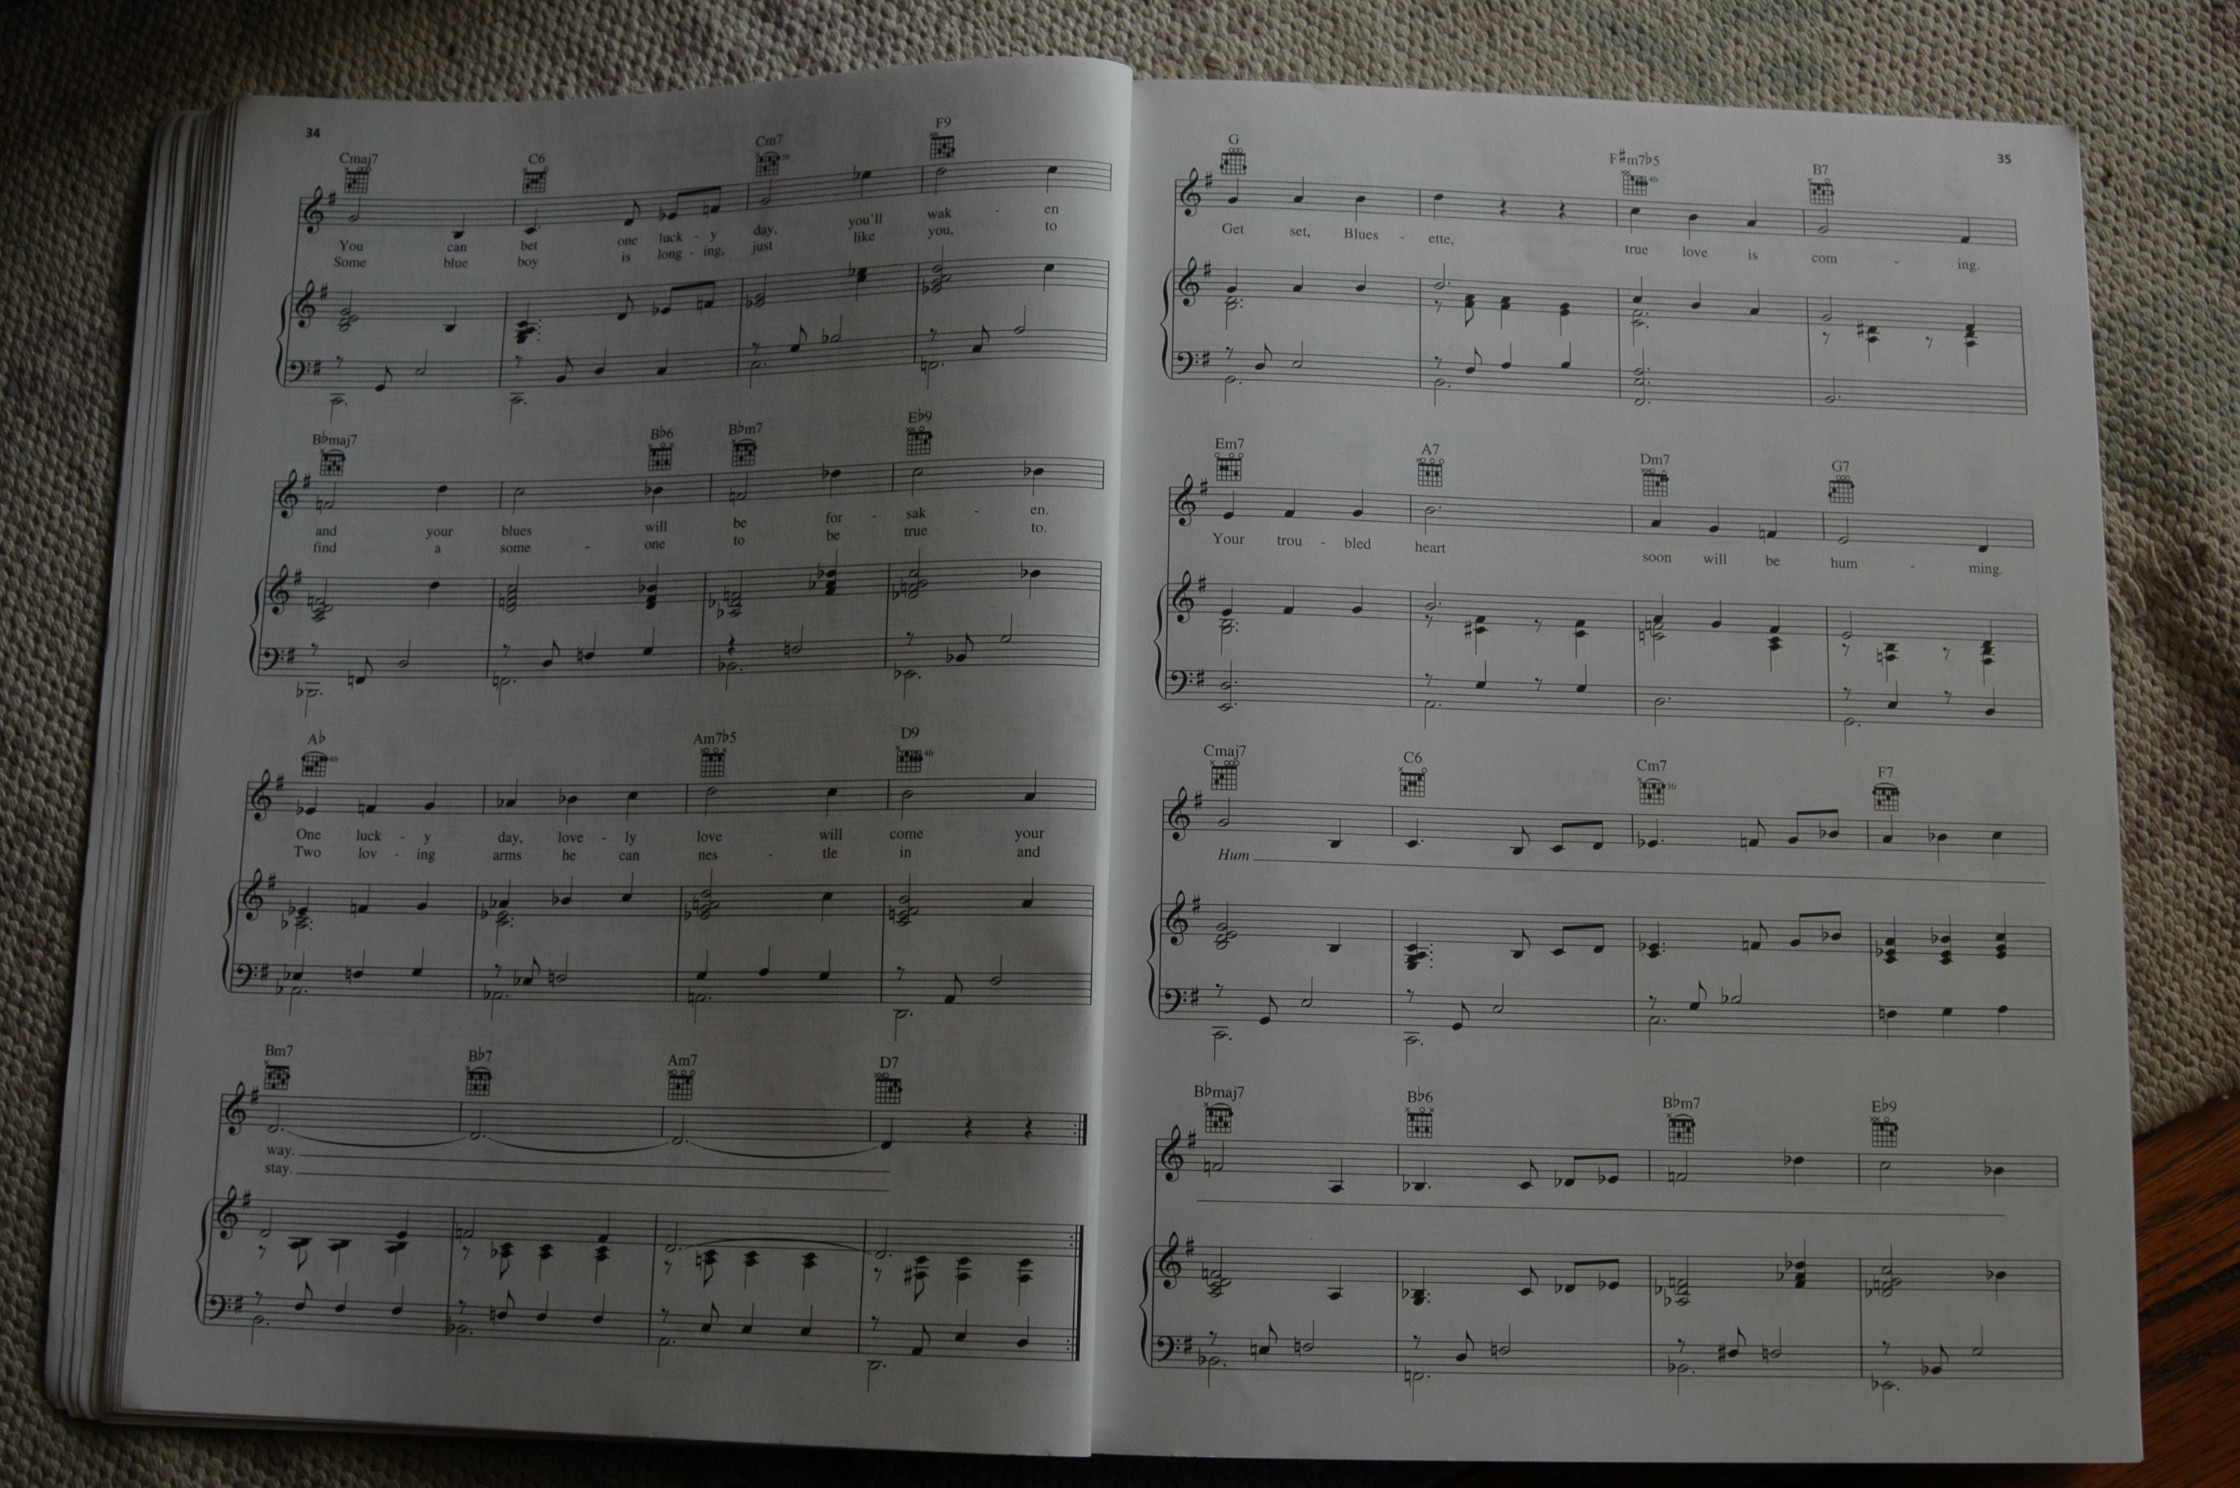 34
Cmaj7 C6 Cm7 F9
You can bet one luck - y day, you'll wak - en
Some blue boy is long - ing, just like you, to
B♭maj7 B♭6 B♭m7 E♭9
and your blues will be for - sak - en.
find a some - one to be true to.
A♭ Am7♭5 D9
One luck - y day, love - ly love will come your
Two lov - ing arms he can nes - tle in and
Bm7 B♭7 Am7 D7
way.
stay.
35
G F♯m7♭5 B7
Get set, Blues - ette, true love is com - ing.
Em7 A7 Dm7 G7
Your trou - bled heart soon will be hum - ming.
Cmaj7 C6 Cm7 F7
Hum
B♭maj7 B♭6 B♭m7 E♭9